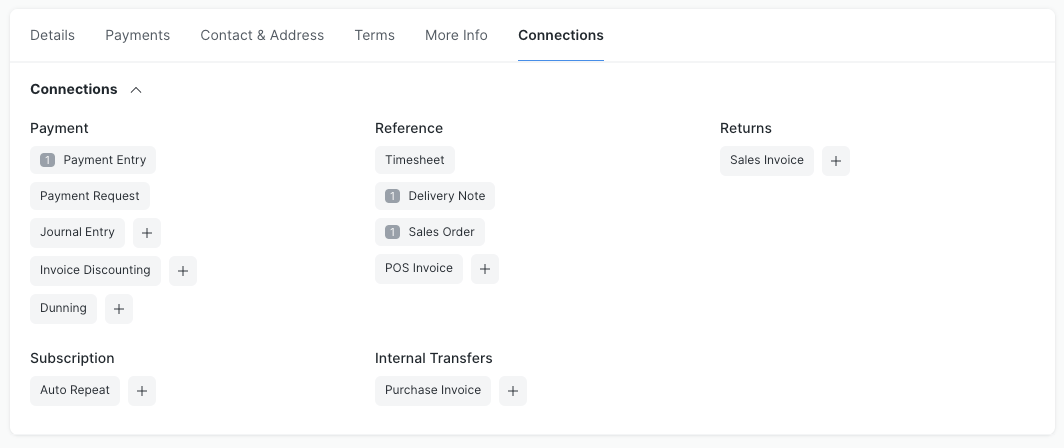 Details Payments Contact & Address Terms More Info Connections
Connections
Payment
1 Payment Entry
Payment Request
Journal Entry +
Invoice Discounting +
Dunning +
Reference
Timesheet
1 Delivery Note
1 Sales Order
POS Invoice +
Returns
Sales Invoice +
Subscription
Auto Repeat +
Internal Transfers
Purchase Invoice +